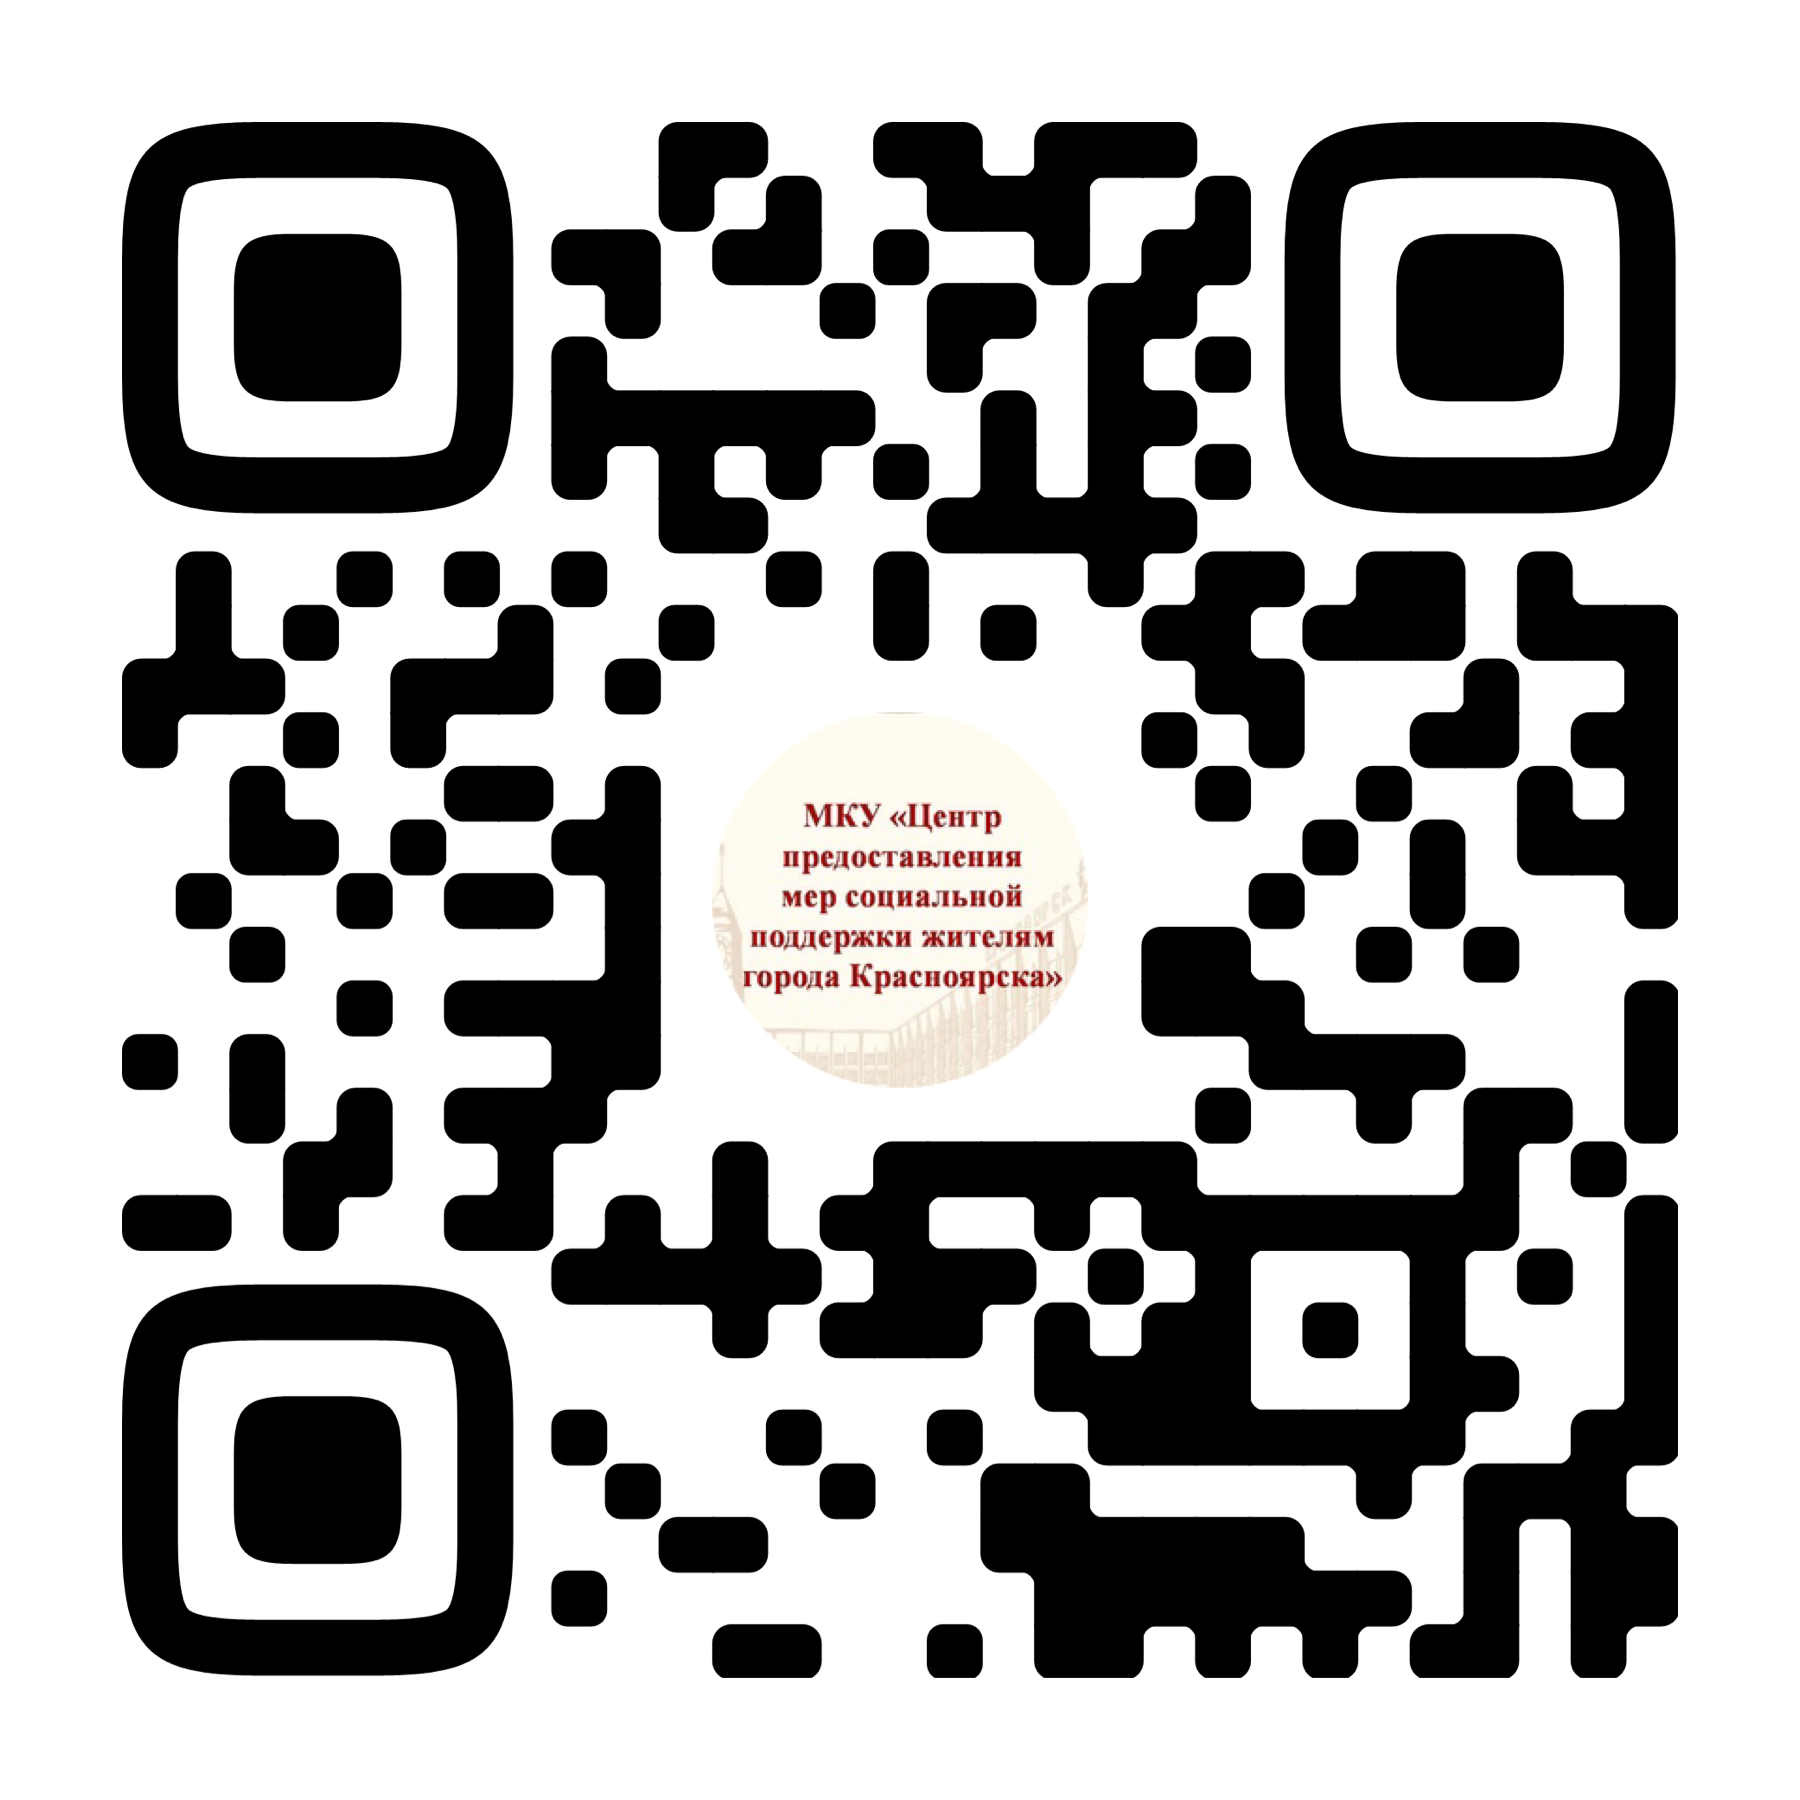 МКУ «Центр
предоставления
мер социальной
поддержки жителям
города Красноярска»